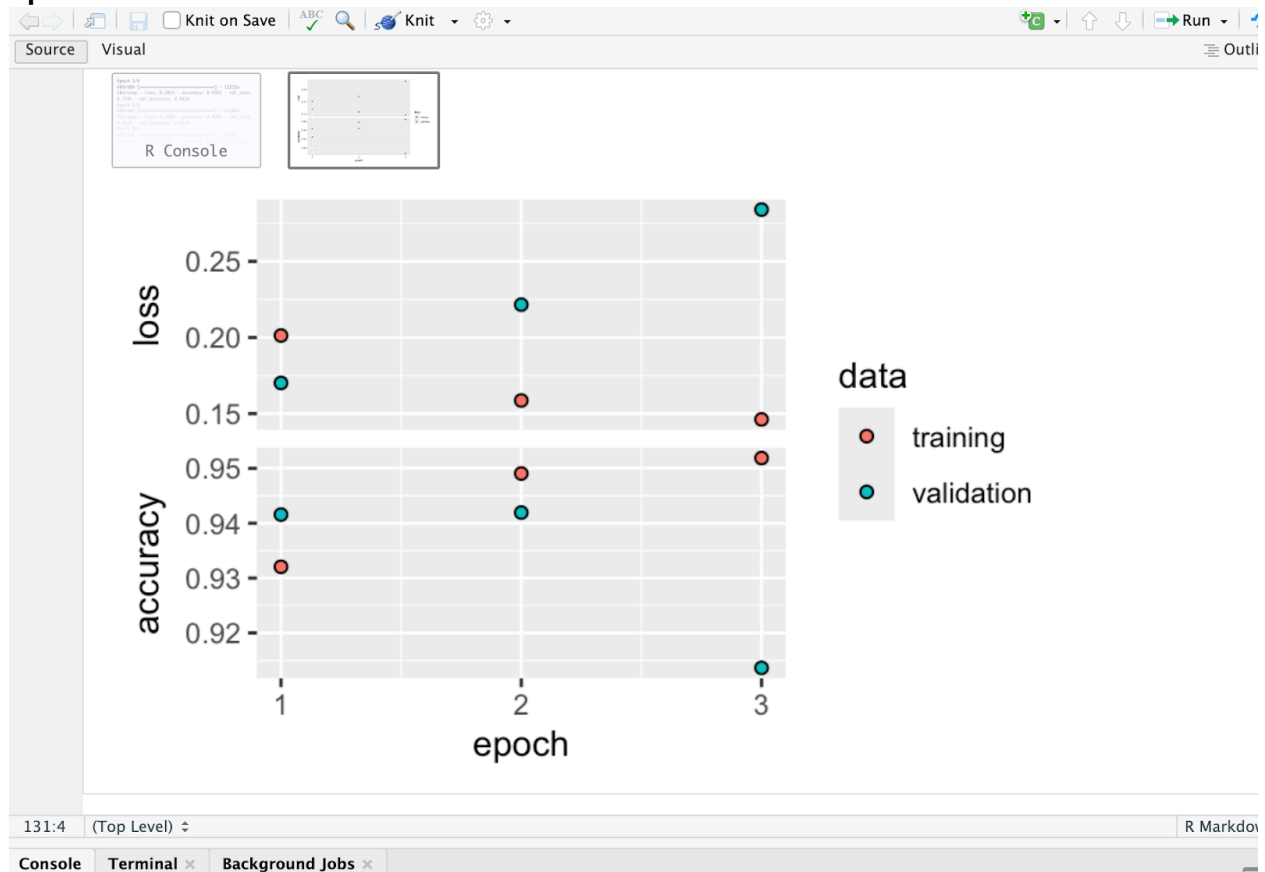 Knit on Save ABC Knit C Run
Source Visual Outli
R Console
loss
0.25
0.20
0.15
accuracy
0.95
0.94
0.93
0.92
1 2 3
epoch
data
training
validation
131:4 (Top Level) R Markdow
Console Terminal Background Jobs